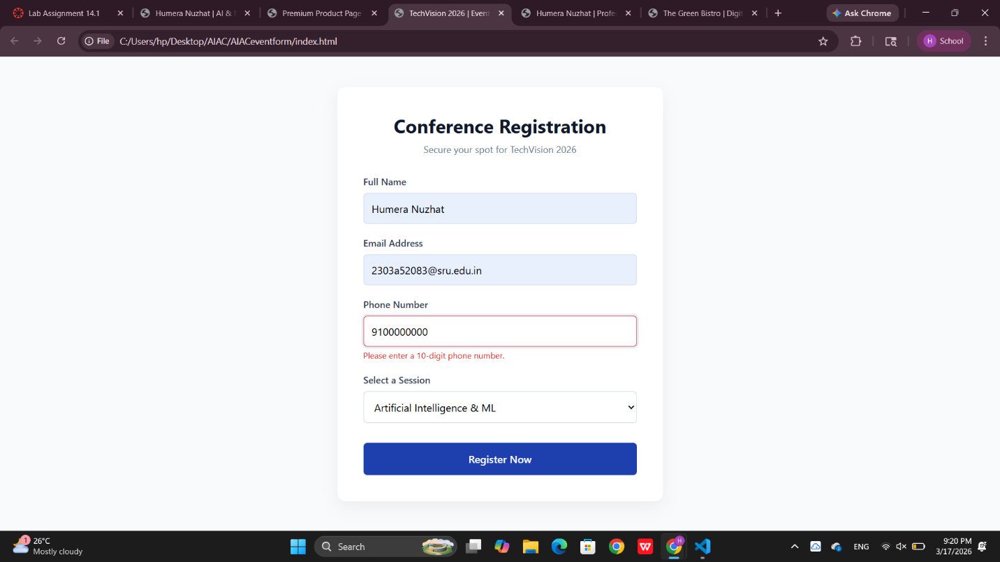 Lab Assignment 14.1
Humera Nuzhat | AI &
Premium Product Page
TechVision 2026 | Event
Humera Nuzhat | Profe
The Green Bistro | Digit
Ask Chrome
File
C:/Users/hp/Desktop/AIAC/AIACeventform/index.html
H
School
Conference Registration
Secure your spot for TechVision 2026
Full Name
Humera Nuzhat
Email Address
2303a52083@sru.edu.in
Phone Number
9100000000
Please enter a 10-digit phone number.
Select a Session
Artificial Intelligence & ML
Register Now
1
26°C
Mostly cloudy
Search
W
H
ENG
9:20 PM
3/17/2026